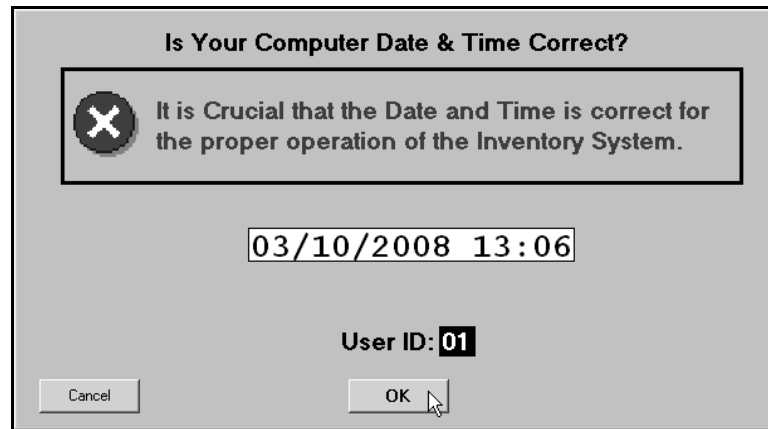 Is Your Computer Date & Time Correct?
It is Crucial that the Date and Time is correct for
the proper operation of the Inventory System.
03/10/2008 13:06
User ID: 01
Cancel
OK